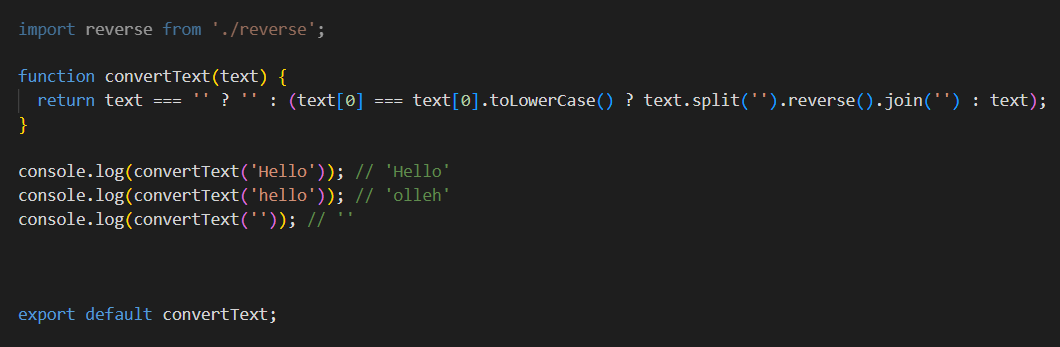 import reverse from './reverse';
function convertText(text) {
return text === '' ? '' : (text[0] === text[0].toLowerCase() ? text.split('').reverse().join('') : text);
}
console.log(convertText('Hello')); // 'Hello'
console.log(convertText('hello')); // 'olleh'
console.log(convertText('')); // ''
export default convertText;